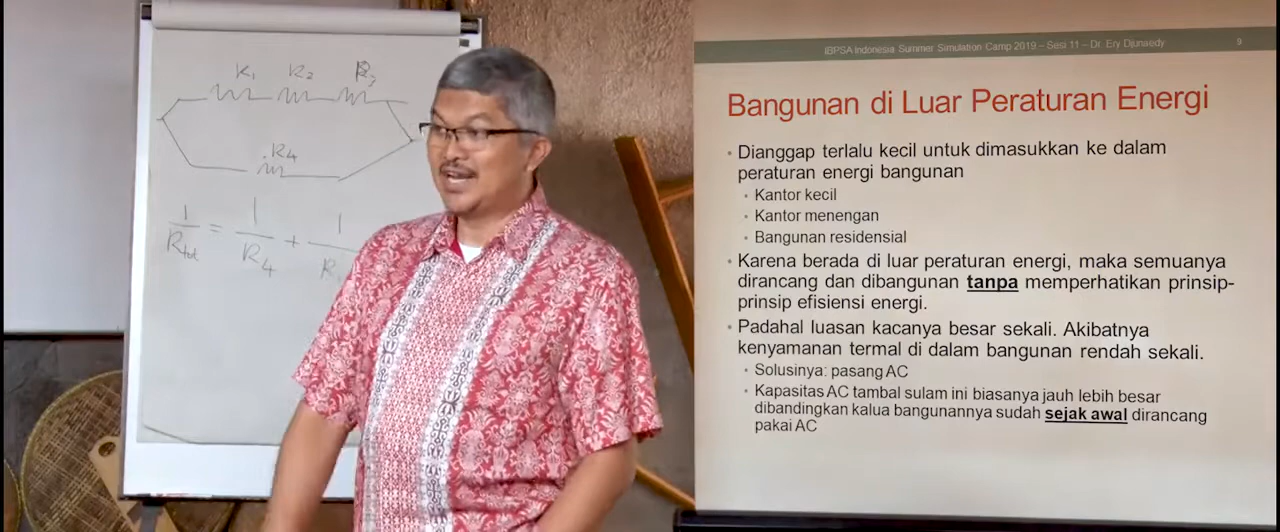 R₁ R₂ R₃
R₄
1/Rtot = 1/R₄ + 1/R
IBPSA Indonesia Summer Simulation Camp 2019 – Sesi 11 – Dr. Ery Djunaedy 9
Bangunan di Luar Peraturan Energi
• Dianggap terlalu kecil untuk dimasukkan ke dalam
peraturan energi bangunan
• Kantor kecil
• Kantor menengan
• Bangunan residensial
• Karena berada di luar peraturan energi, maka semuanya
dirancang dan dibangunan tanpa memperhatikan prinsip-
prinsip efisiensi energi.
• Padahal luasan kacanya besar sekali. Akibatnya
kenyamanan termal di dalam bangunan rendah sekali.
• Solusinya: pasang AC
• Kapasitas AC tambal sulam ini biasanya jauh lebih besar
dibandingkan kalua bangunannya sudah sejak awal dirancang
pakai AC